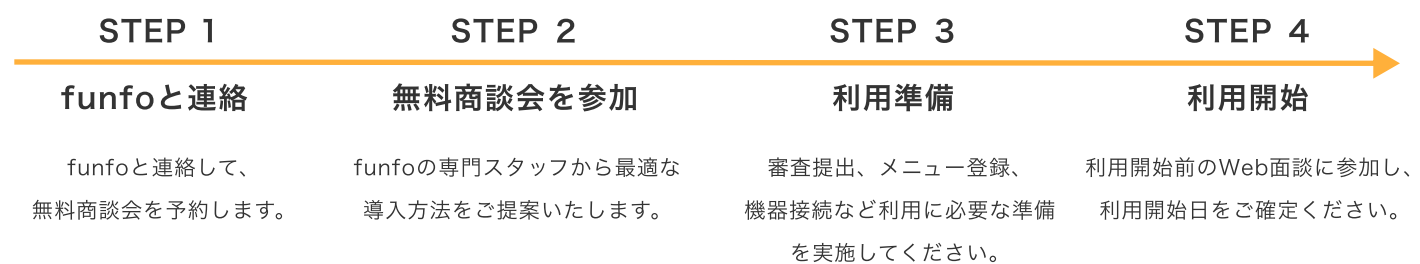 STEP 1
funfoと連絡
funfoと連絡して、
無料商談会を予約します。
STEP 2
無料商談会を参加
funfoの専門スタッフから最適な
導入方法をご提案いたします。
STEP 3
利用準備
審査提出、メニュー登録、
機器接続など利用に必要な準備
を実施してください。
STEP 4
利用開始
利用開始前のWeb面談に参加し、
利用開始日をご確定ください。